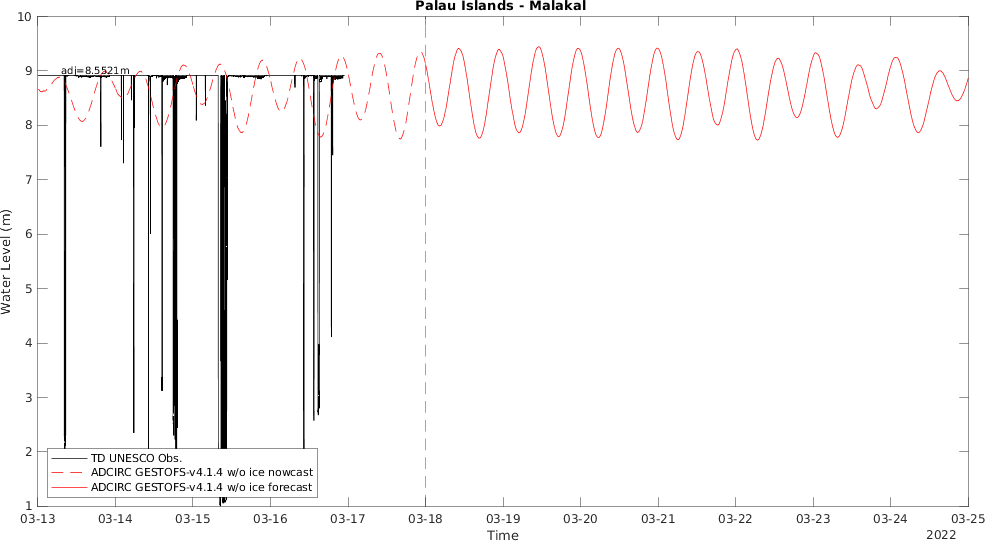 Palau Islands - Malakal
Water Level (m)
10
9
8
7
6
5
4
3
2
1
adj=8.5521m
TD UNESCO Obs.
ADCIRC GESTOFS-v4.1.4 w/o ice nowcast
ADCIRC GESTOFS-v4.1.4 w/o ice forecast
03-13 03-14 03-15 03-16 03-17 03-18 03-19 03-20 03-21 03-22 03-23 03-24 03-25
Time
2022